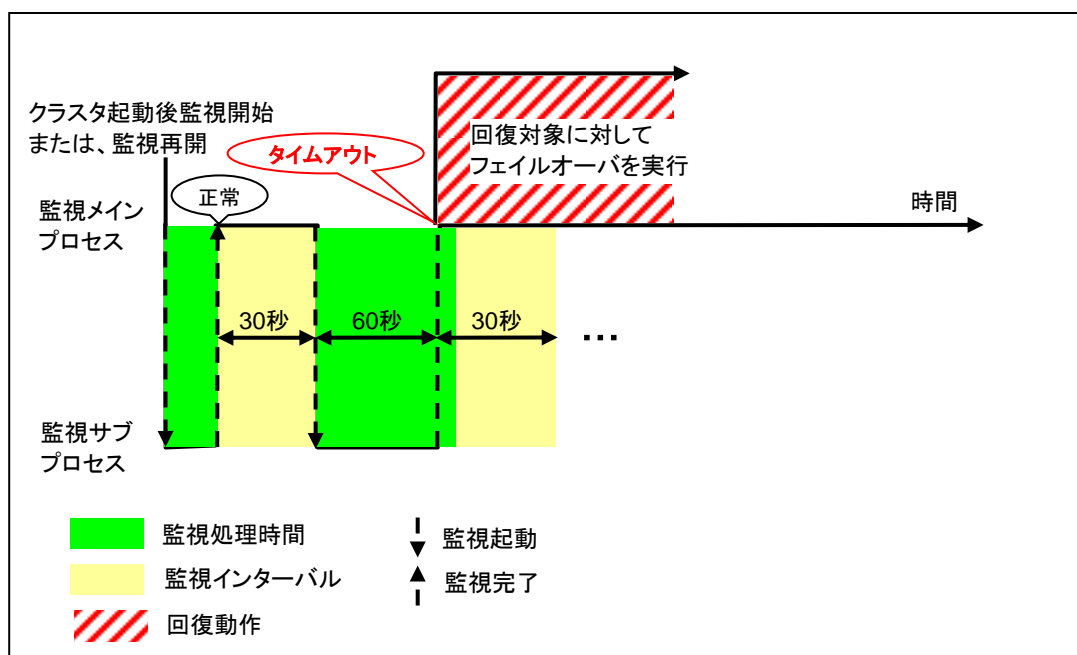 クラスタ起動後監視開始
または、監視再開
タイムアウト
回復対象に対して
フェイルオーバを実行
正常
監視メイン
プロセス
時間
30秒
60秒
30秒
…
監視サブ
プロセス
監視処理時間
監視起動
監視インターバル
監視完了
回復動作